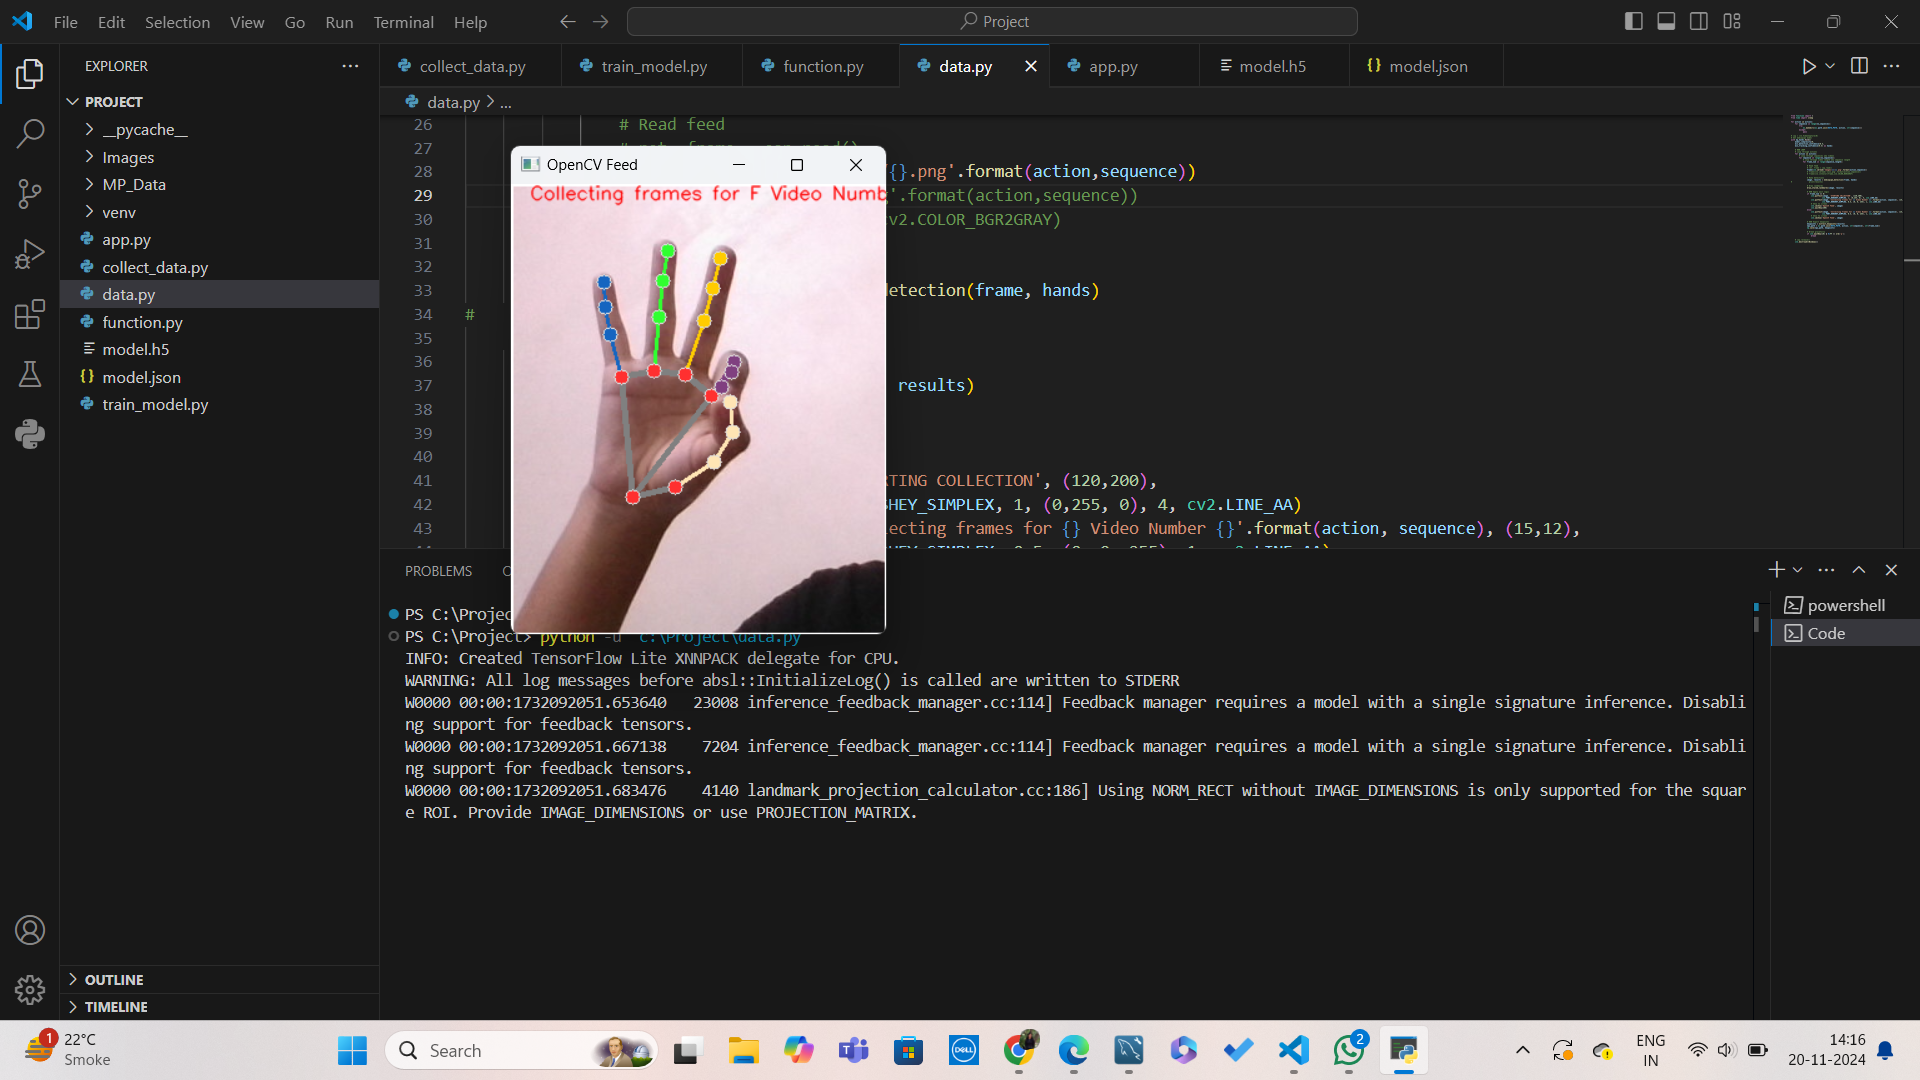 File Edit Selection View Go Run Terminal Help
Project
EXPLORER
PROJECT
__pycache__
Images
MP_Data
venv
app.py
collect_data.py
data.py
function.py
model.h5
model.json
train_model.py
OUTLINE
TIMELINE
collect_data.py train_model.py function.py data.py app.py model.h5 model.json
data.py > ...
26 # Read feed
27
28 {}.png'.format(action,sequence))
29 '.format(action,sequence))
30 v2.COLOR_BGR2GRAY)
31
32
33 etection(frame, hands)
34 #
35
36
37 results)
38
39
40
41 RTING COLLECTION', (120,200),
42 SHEY_SIMPLEX, 1, (0,255, 0), 4, cv2.LINE_AA)
43 lecting frames for {} Video Number {}'.format(action, sequence), (15,12),
OpenCV Feed
Collecting frames for F Video Numb
PROBLEMS O
PS C:\Projec
PS C:\Project> python -u "c:\Project\data.py"
INFO: Created TensorFlow Lite XNNPACK delegate for CPU.
WARNING: All log messages before absl::InitializeLog() is called are written to STDERR
W0000 00:00:1732092051.653640 23008 inference_feedback_manager.cc:114] Feedback manager requires a model with a single signature inference. Disabli
ng support for feedback tensors.
W0000 00:00:1732092051.667138 7204 inference_feedback_manager.cc:114] Feedback manager requires a model with a single signature inference. Disabli
ng support for feedback tensors.
W0000 00:00:1732092051.683476 4140 landmark_projection_calculator.cc:186] Using NORM_RECT without IMAGE_DIMENSIONS is only supported for the squar
e ROI. Provide IMAGE_DIMENSIONS or use PROJECTION_MATRIX.
powershell
Code
1
22°C
Smoke
Search
DELL
2
ENG
IN
14:16
20-11-2024